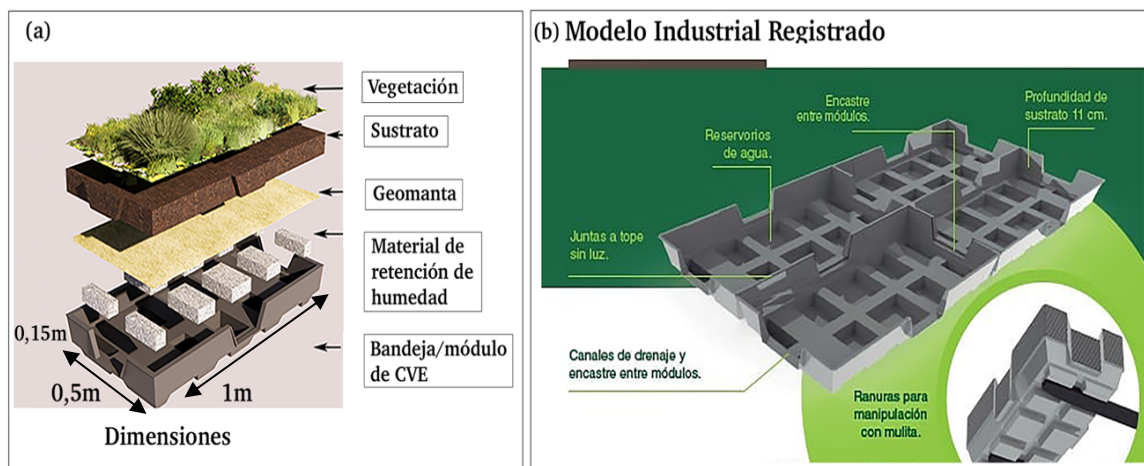 (a)
Vegetación
Sustrato
Geomanta
Material de
retención de
humedad
Bandeja/módulo
de CVE
0,15m
0,5m
1m
Dimensiones
(b) Modelo Industrial Registrado
Encastre
entre módulos.
Profundidad de
sustrato 11 cm.
Reservorios
de agua.
Juntas a tope
sin luz.
Canales de drenaje y
encastre entre módulos.
Ranuras para
manipulación
con mulita.